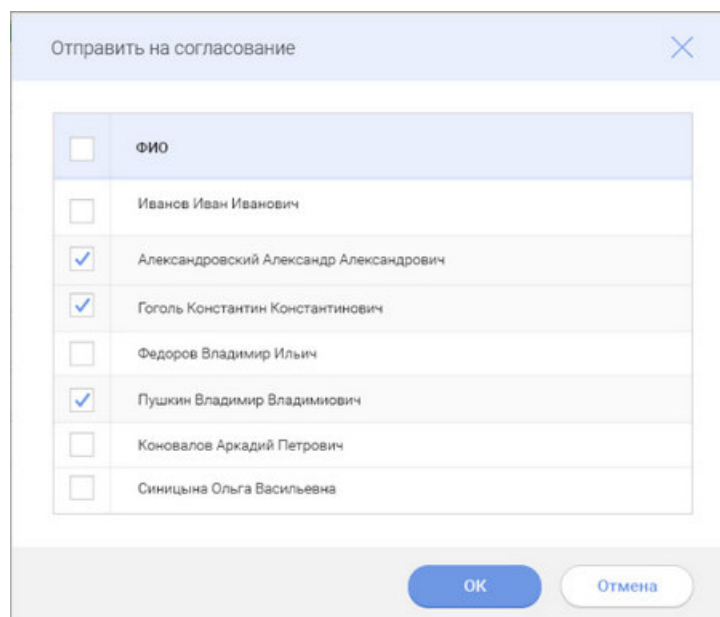 Отправить на согласование
ФИО
Иванов Иван Иванович
Александровский Александр Александрович
Гоголь Константин Константинович
Федоров Владимир Ильич
Пушкин Владимир Владимиович
Коновалов Аркадий Петрович
Синицына Ольга Васильевна
ОК
Отмена